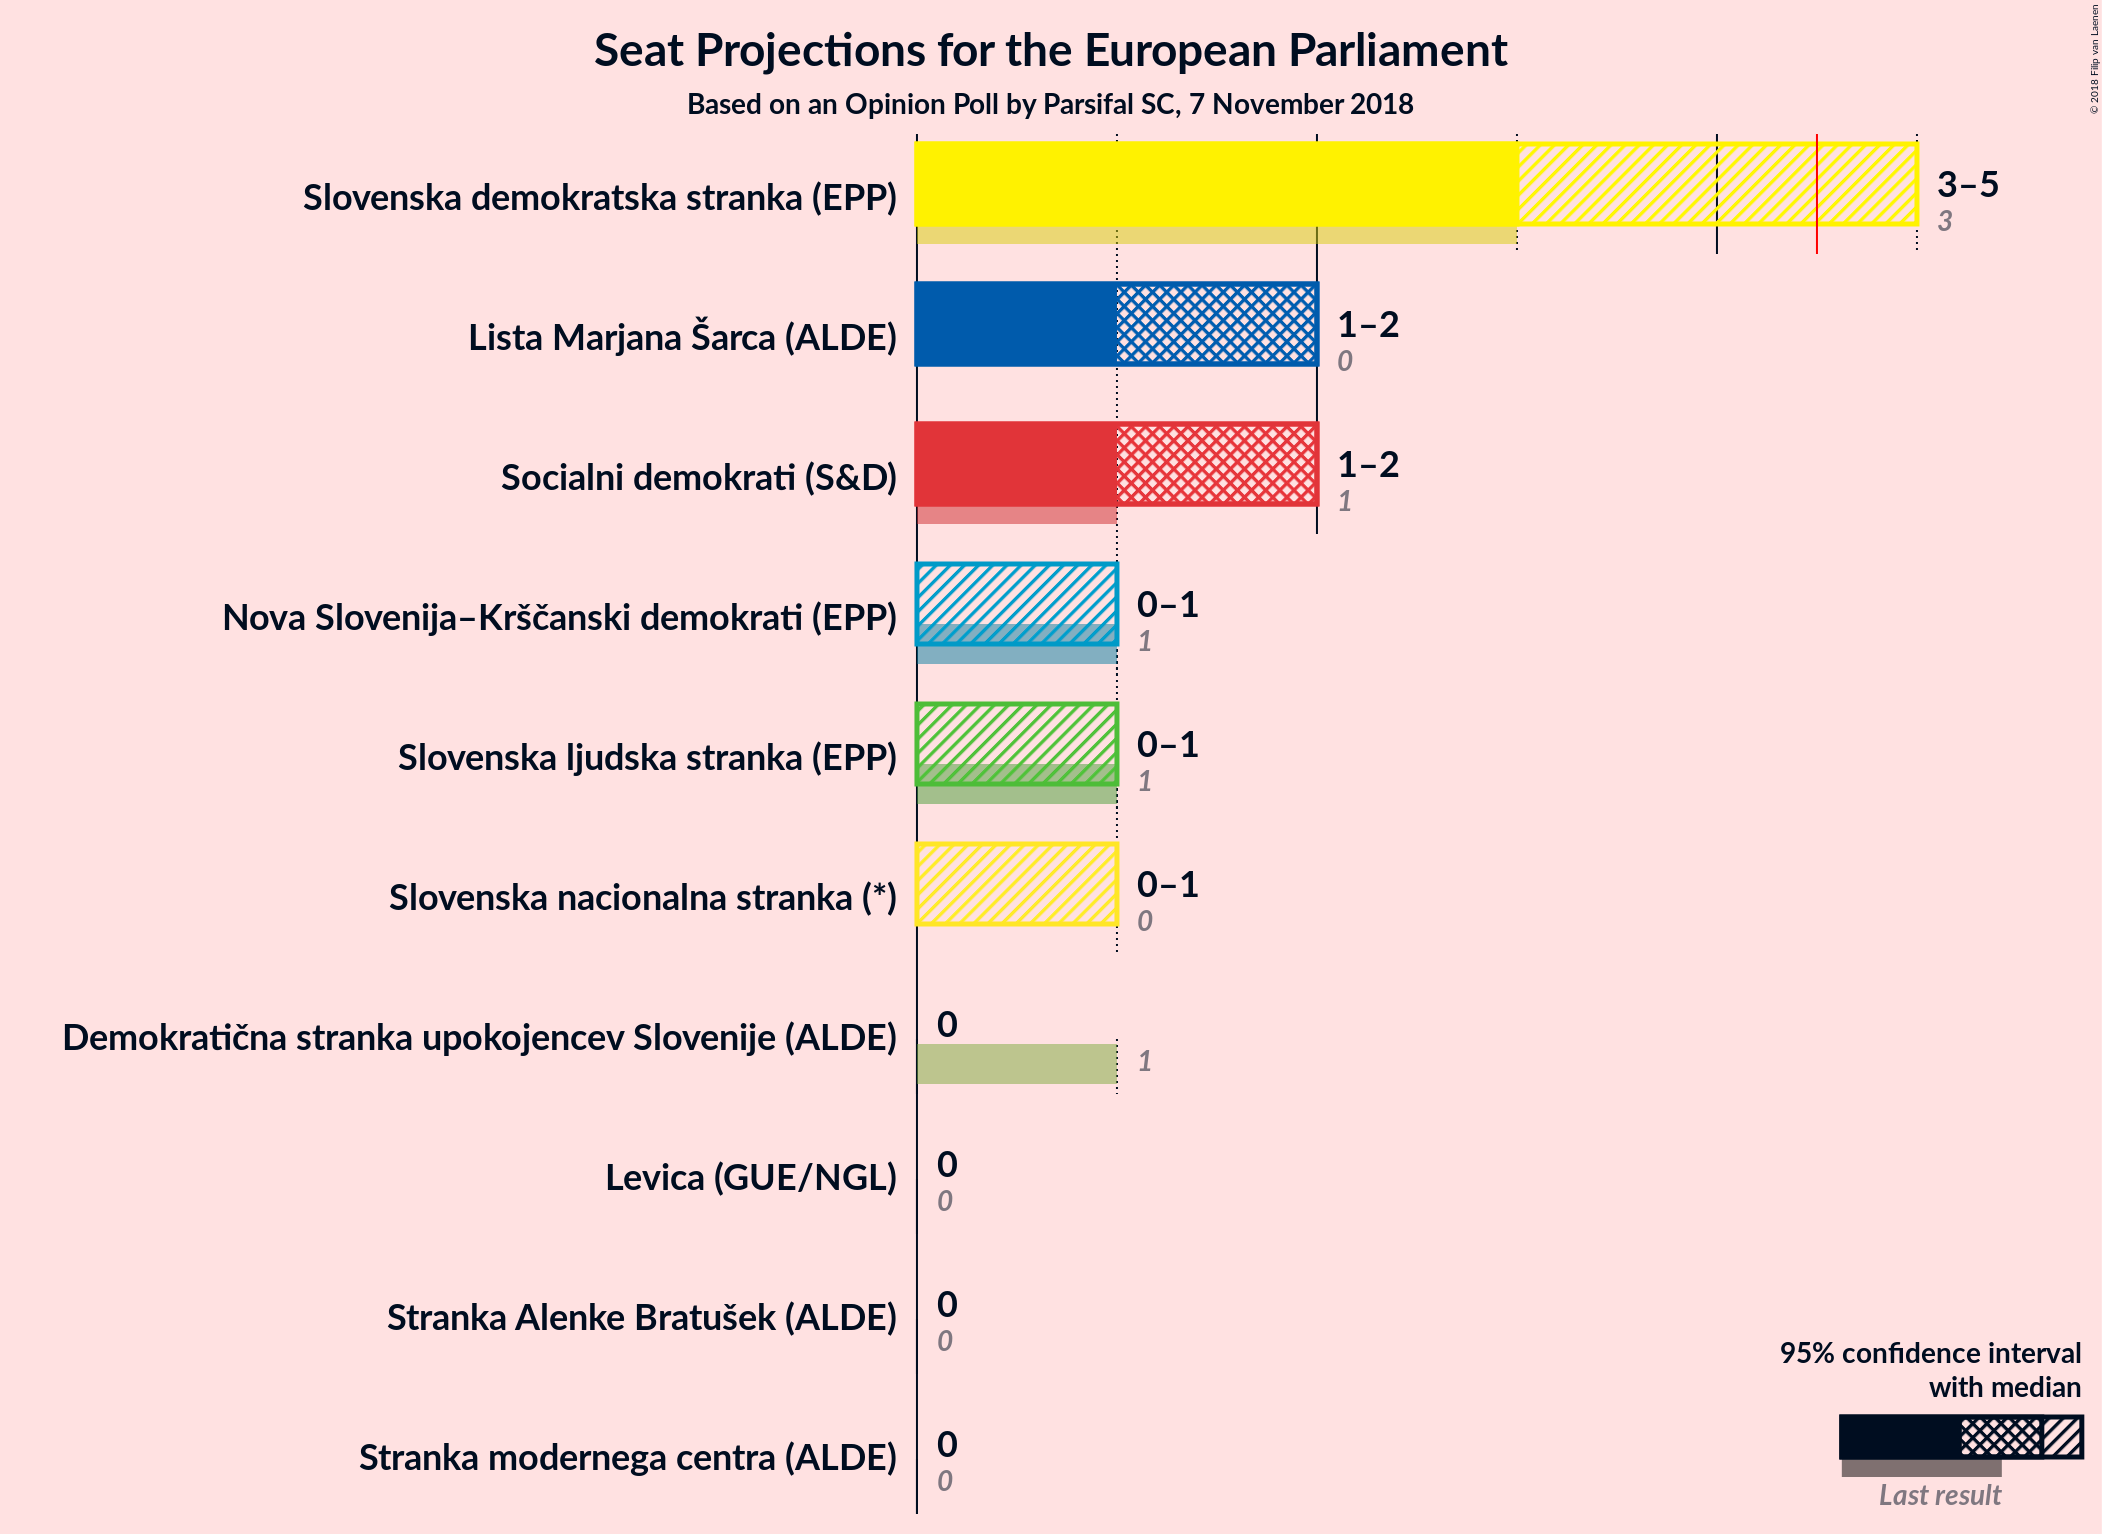 Seat Projections for the European Parliament
Based on an Opinion Poll by Parsifal SC, 7 November 2018
© 2018 Filip van Laenen
Slovenska demokratska stranka (EPP)
3–5
3
Lista Marjana Šarca (ALDE)
1–2
0
Socialni demokrati (S&D)
1–2
1
Nova Slovenija–Krščanski demokrati (EPP)
0–1
1
Slovenska ljudska stranka (EPP)
0–1
1
Slovenska nacionalna stranka (*)
0–1
0
Demokratična stranka upokojencev Slovenije (ALDE)
0
1
Levica (GUE/NGL)
0
0
Stranka Alenke Bratušek (ALDE)
0
0
Stranka modernega centra (ALDE)
0
0
95% confidence interval
with median
Last result